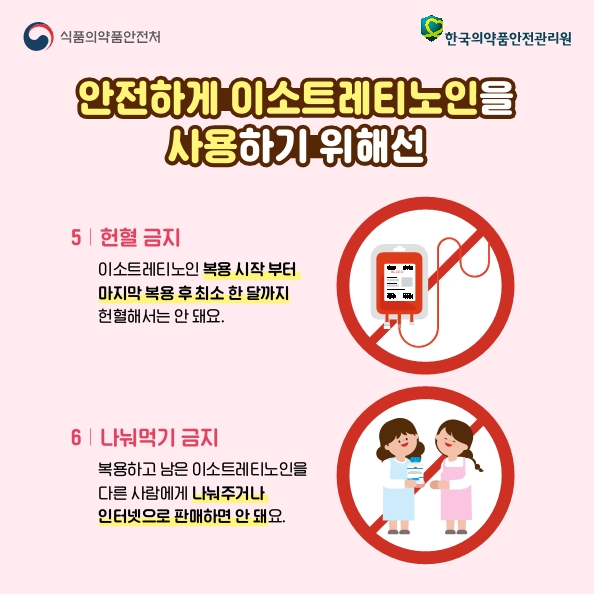 식품의약품안전처
한국의약품안전관리원
안전하게 이소트레티노인을
사용하기 위해선
5 | 헌혈 금지
이소트레티노인 복용 시작 부터
마지막 복용 후 최소 한 달까지
헌혈해서는 안 돼요.
6 | 나눠먹기 금지
복용하고 남은 이소트레티노인을
다른 사람에게 나눠주거나
인터넷으로 판매하면 안 돼요.